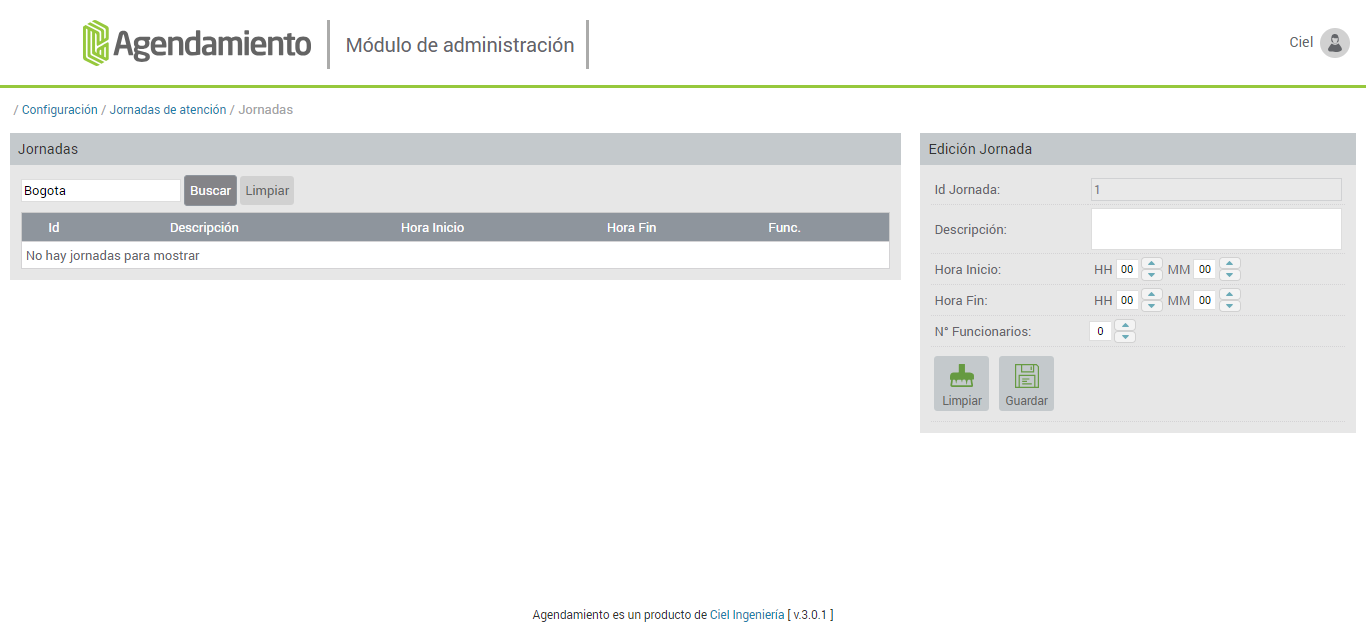 Agendamiento Módulo de administración
Ciel
/ Configuración / Jornadas de atención / Jornadas
Jornadas
Bogota Buscar Limpiar
Id Descripción Hora Inicio Hora Fin Func.
No hay jornadas para mostrar
Edición Jornada
Id Jornada: 1
Descripción:
Hora Inicio: HH 00 MM 00
Hora Fin: HH 00 MM 00
N° Funcionarios: 0
Limpiar Guardar
Agendamiento es un producto de Ciel Ingeniería [ v.3.0.1 ]